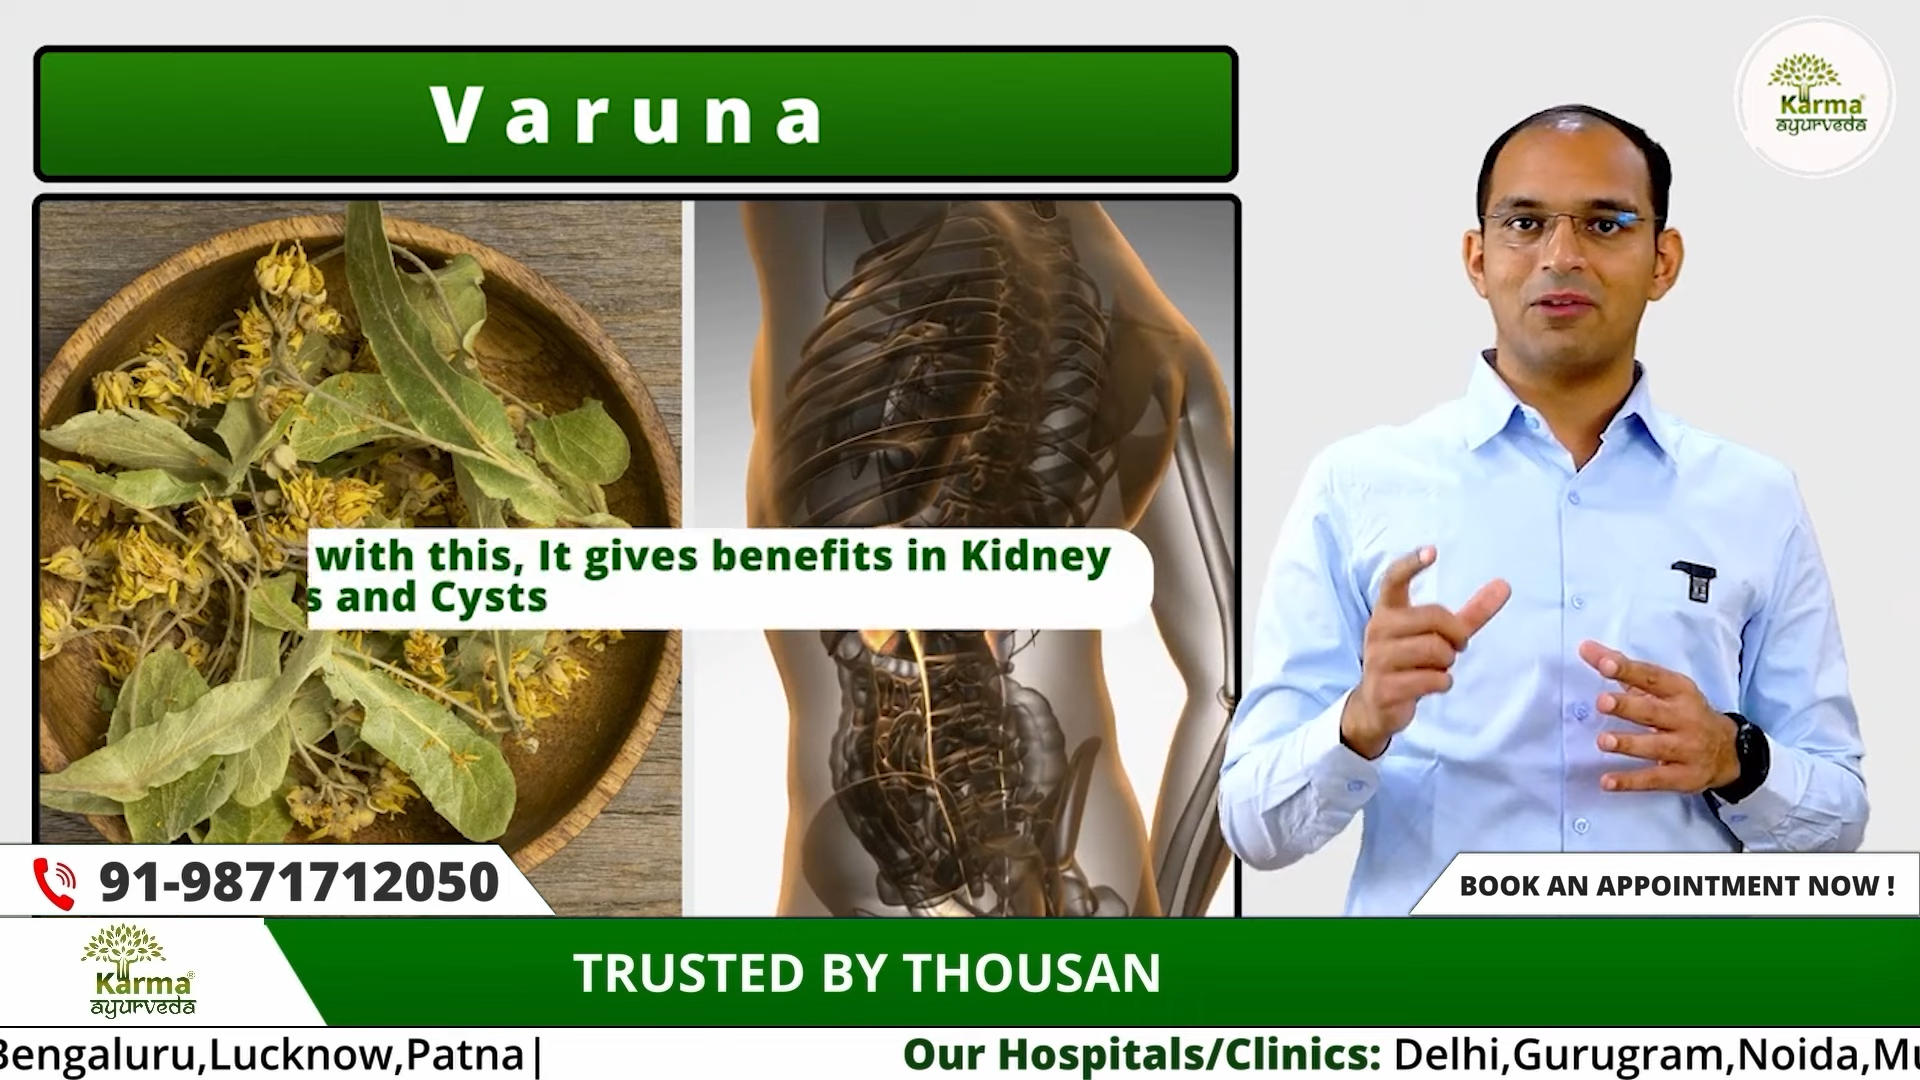 Varuna
Karma
ayurveda
with this, It gives benefits in Kidney
s and Cysts
91-9871712050
BOOK AN APPOINTMENT NOW !
Karma
ayurveda
TRUSTED BY THOUSAN
Bengaluru,Lucknow,Patna| Our Hospitals/Clinics: Delhi,Gurugram,Noida,Mu